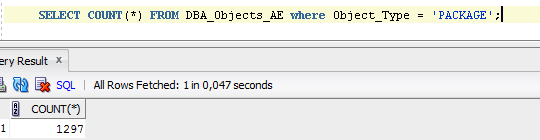 SELECT COUNT(*) FROM DBA_Objects_AE where Object_Type = 'PACKAGE';
ery Result x
SQL | All Rows Fetched: 1 in 0,047 seconds
COUNT(*)
1 1297